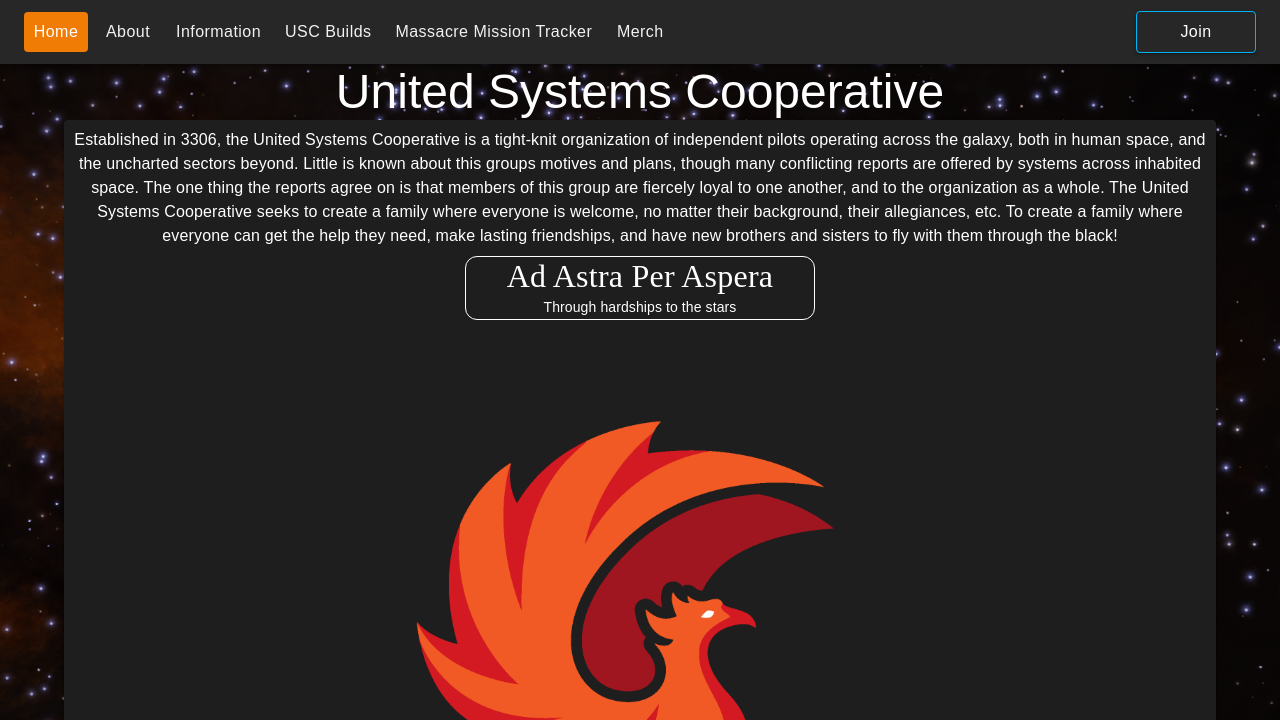 Home About Information USC Builds Massacre Mission Tracker Merch Join
United Systems Cooperative
Established in 3306, the United Systems Cooperative is a tight-knit organization of independent pilots operating across the galaxy, both in human space, and
the uncharted sectors beyond. Little is known about this groups motives and plans, though many conflicting reports are offered by systems across inhabited
space. The one thing the reports agree on is that members of this group are fiercely loyal to one another, and to the organization as a whole. The United
Systems Cooperative seeks to create a family where everyone is welcome, no matter their background, their allegiances, etc. To create a family where
everyone can get the help they need, make lasting friendships, and have new brothers and sisters to fly with them through the black!
Ad Astra Per Aspera
Through hardships to the stars